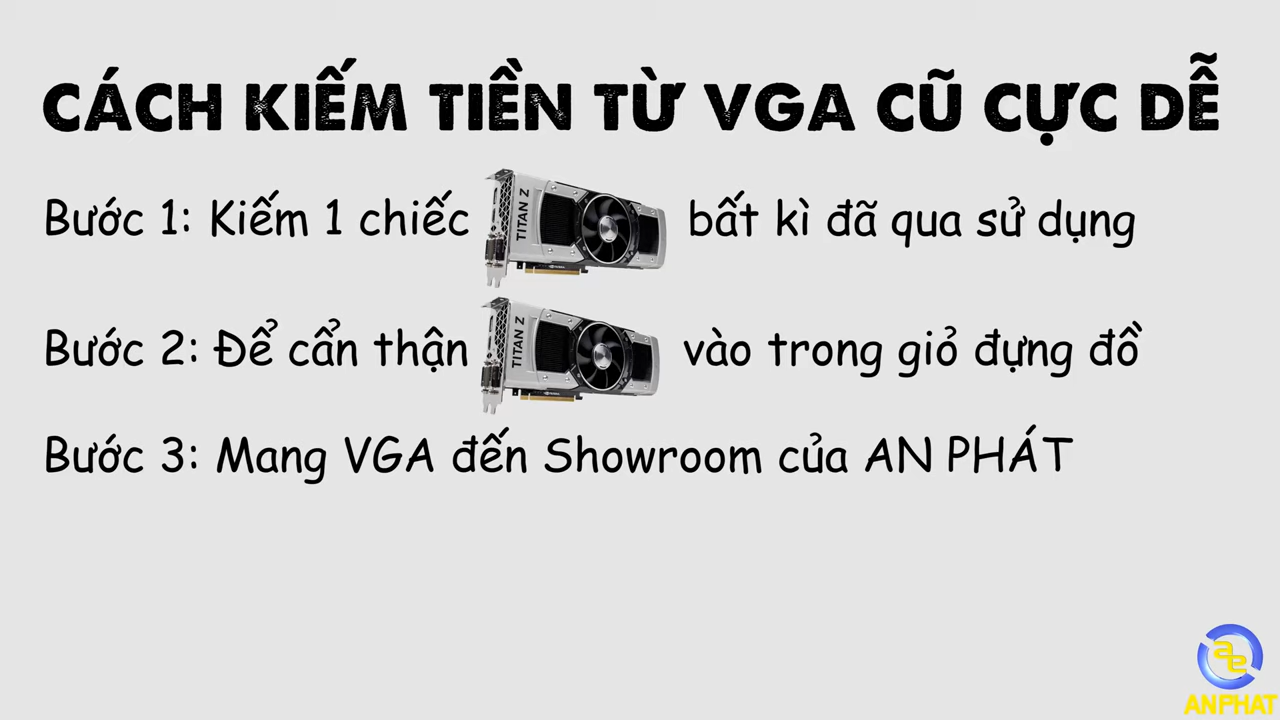 CÁCH KIẾM TIỀN TỪ VGA CŨ CỰC DỄ
Bước 1: Kiếm 1 chiếc TITAN Z bất kì đã qua sử dụng
Bước 2: Để cẩn thận TITAN Z vào trong giỏ đựng đồ
Bước 3: Mang VGA đến Showroom của AN PHÁT
ae
ANPHAT